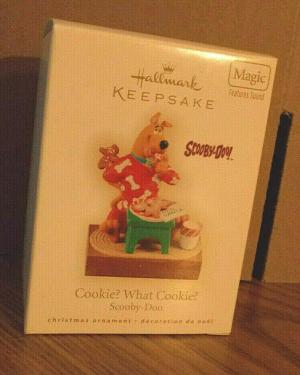 Hallmark
KEEPSAKE
Magic
Features Sound
SCOOBY-DOO!
Cookie? What Cookie?
Scooby-Doo
christmas ornament • décoration de noël